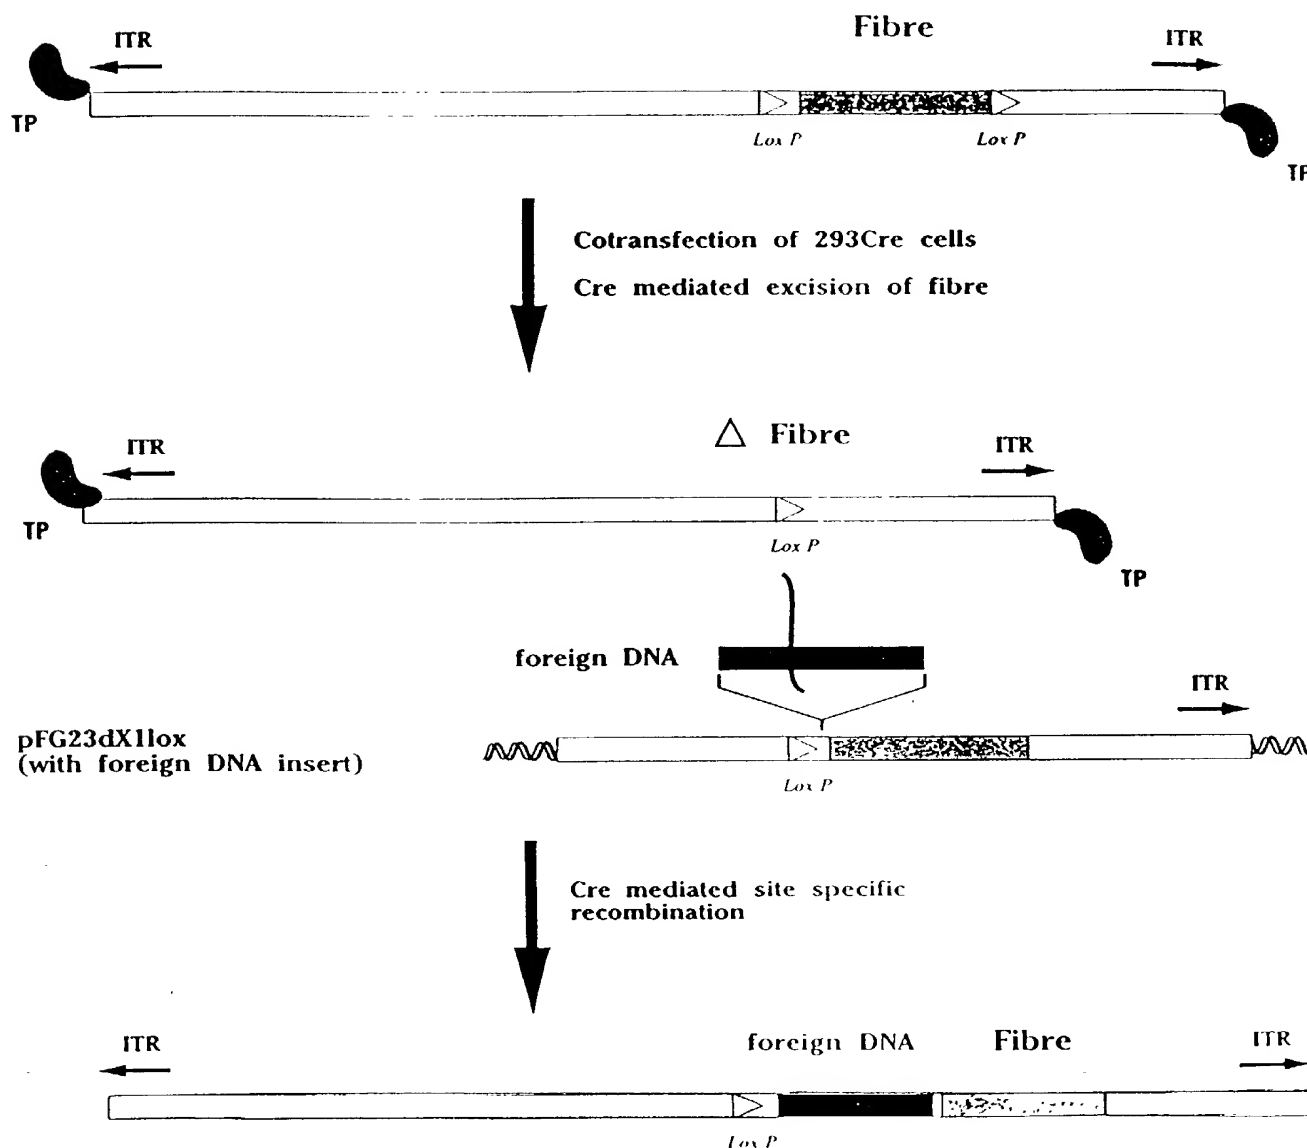 Fibre
ITR
ITR
TP
Lox P
Lox P
TP
Cotransfection of 293Cre cells
Cre mediated excision of fibre
△ Fibre
ITR
ITR
TP
Lox P
TP
foreign DNA
ITR
pFG23dX1lox
(with foreign DNA insert)
Lox P
Cre mediated site specific
recombination
ITR
foreign DNA
Fibre
ITR
Lox P